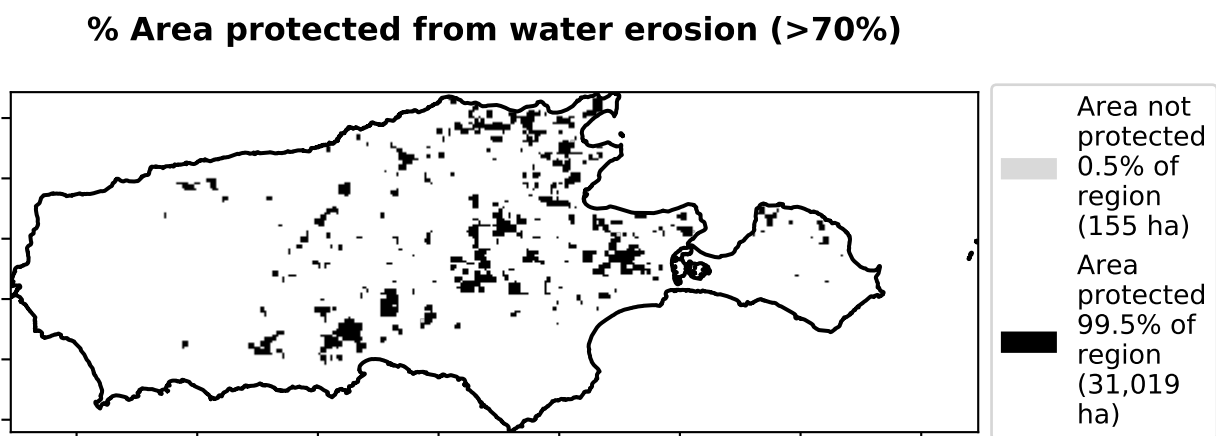 % Area protected from water erosion (>70%)
Area not
protected
0.5% of
region
(155 ha)
Area
protected
99.5% of
region
(31,019
ha)